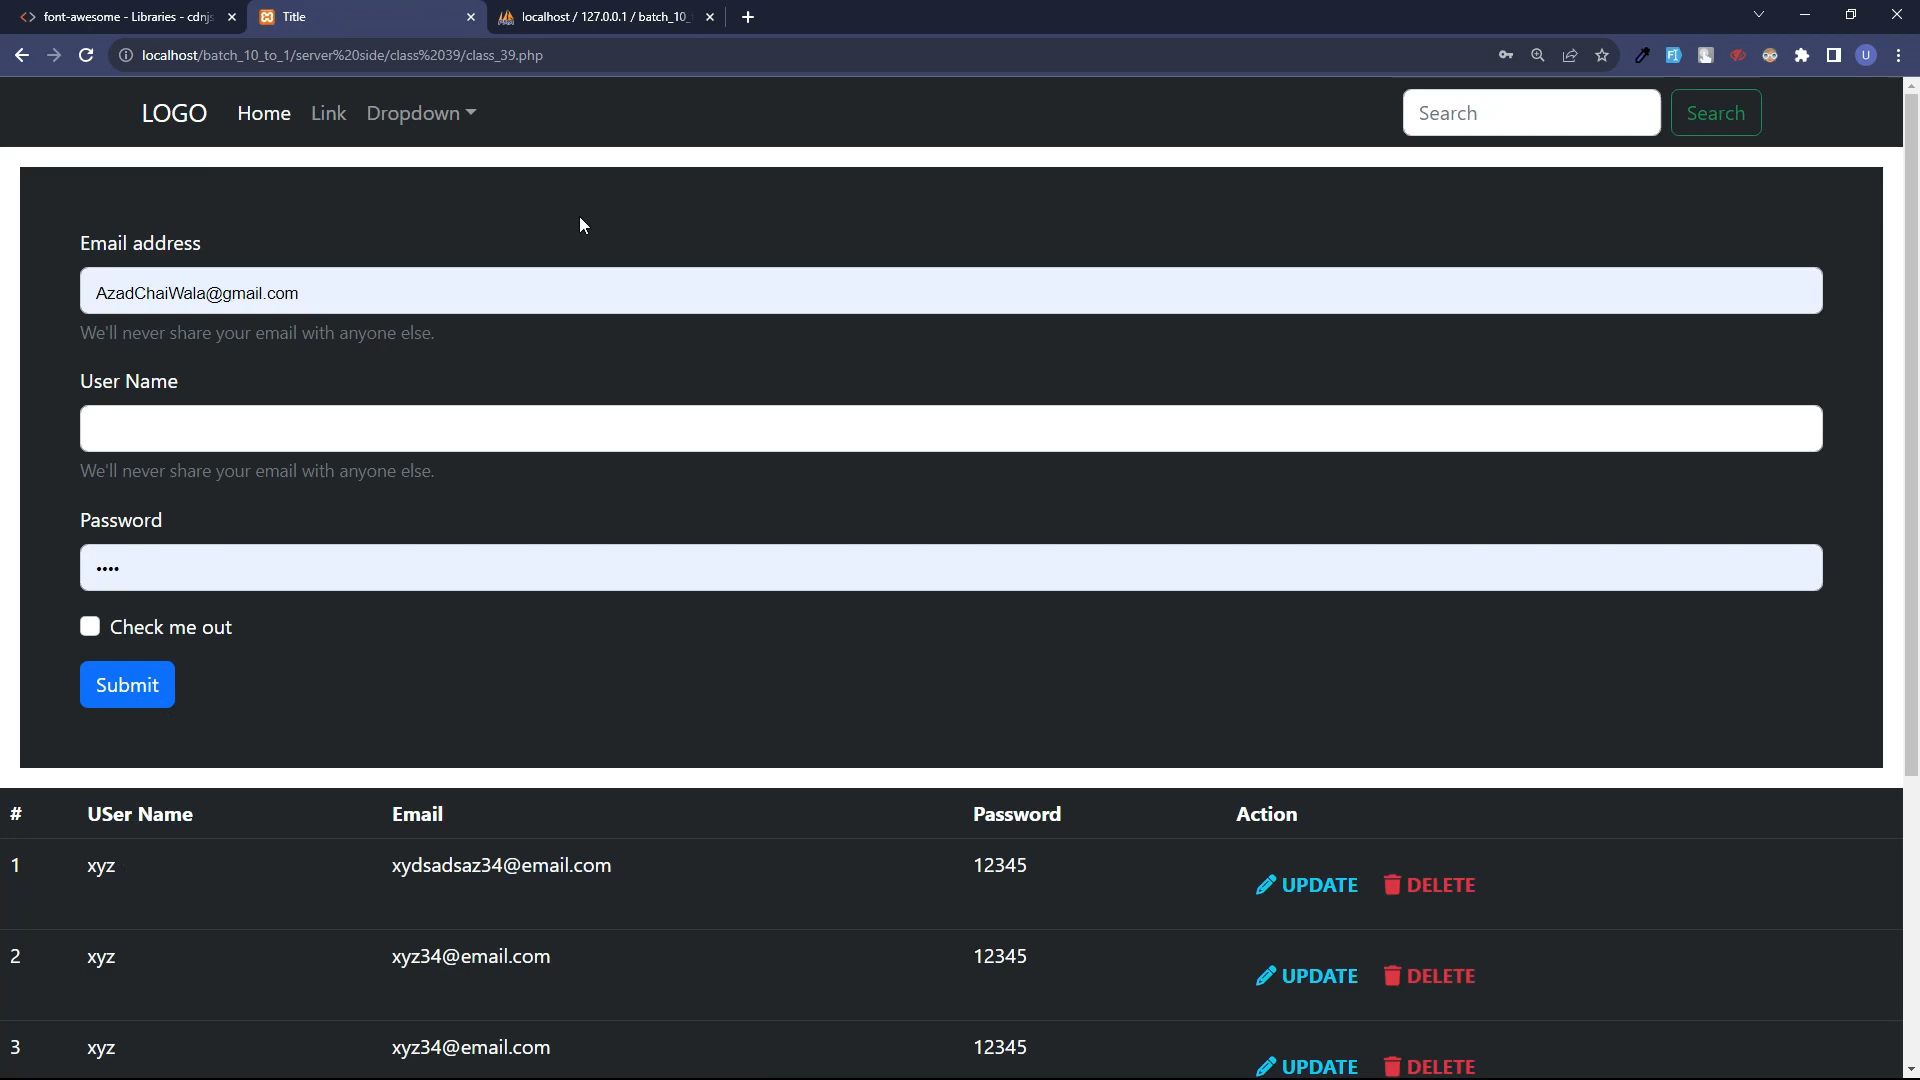 font-awesome - Libraries - cdnjs
Title
localhost / 127.0.0.1 / batch_10_
localhost/batch_10_to_1/server%20side/class%2039/class_39.php
U
LOGO Home Link Dropdown
Search Search
Email address
AzadChaiWala@gmail.com
We'll never share your email with anyone else.
User Name
We'll never share your email with anyone else.
Password
••••
Check me out
Submit
# USer Name Email Password Action
1 xyz xydsadsaz34@email.com 12345 UPDATE DELETE
2 xyz xyz34@email.com 12345 UPDATE DELETE
3 xyz xyz34@email.com 12345 UPDATE DELETE